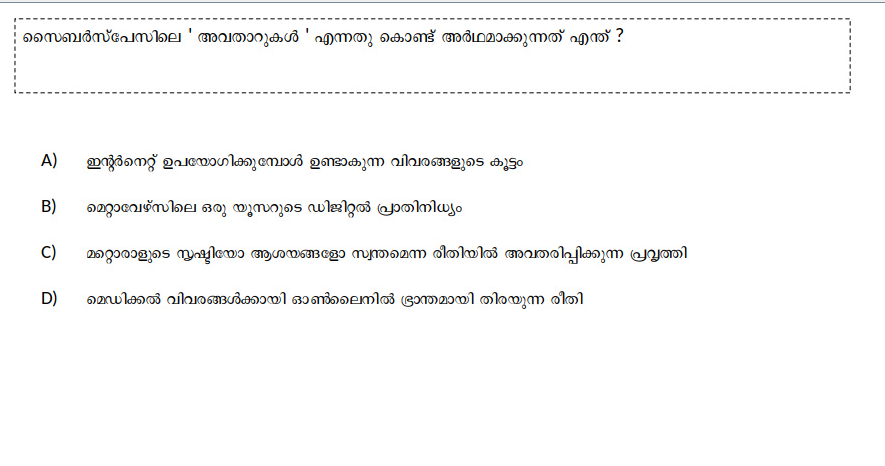 സൈബർസ്പേസിലെ ' അവതാറുകൾ ' എന്നതു കൊണ്ട് അർഥമാക്കുന്നത് എന്ത് ?
A) ഇന്റർനെറ്റ് ഉപയോഗിക്കുമ്പോൾ ഉണ്ടാകുന്ന വിവരങ്ങളുടെ കൂട്ടം
B) മെറ്റാവേഴ്സിലെ ഒരു യൂസറുടെ ഡിജിറ്റൽ പ്രാതിനിധ്യം
C) മറ്റൊരാളുടെ സൃഷ്ടിയോ ആശയങ്ങളോ സ്വന്തമെന്ന രീതിയിൽ അവതരിപ്പിക്കുന്ന പ്രവൃത്തി
D) മെഡിക്കൽ വിവരങ്ങൾക്കായി ഓൺലൈനിൽ ഭ്രാന്തമായി തിരയുന്ന രീതി